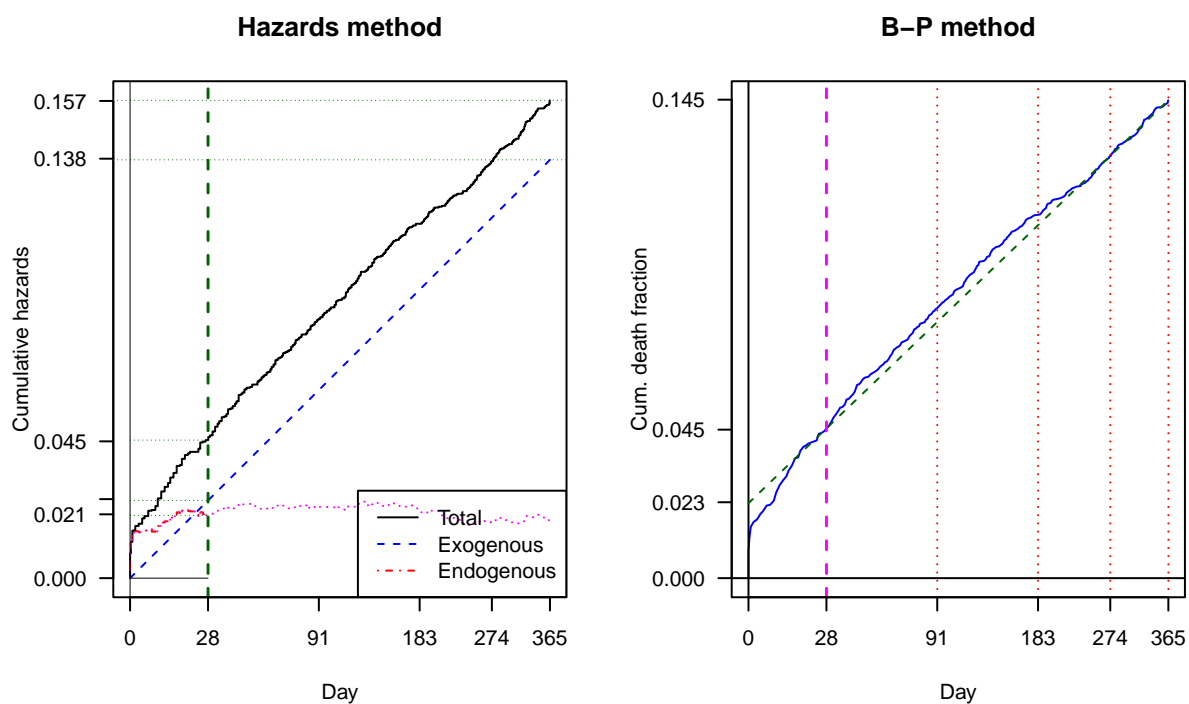 Hazards method
Cumulative hazards
0.157
0.138
0.045
0.021
0.000
Total
Exogenous
Endogenous
0 28 91 183 274 365
Day
B−P method
Cum. death fraction
0.145
0.045
0.023
0.000
0 28 91 183 274 365
Day